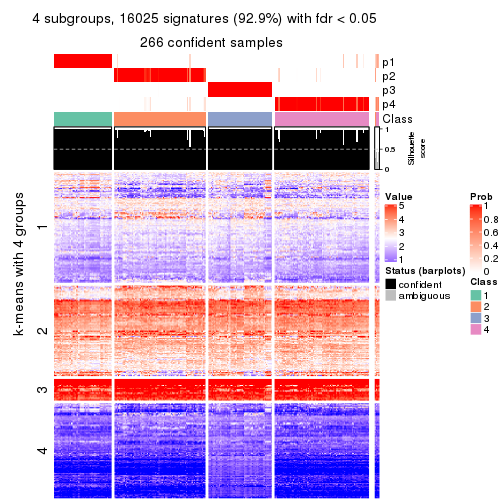 4 subgroups, 16025 signatures (92.9%) with fdr < 0.05
266 confident samples
p1
p2
p3
p4
Class
1
0.5
0
Silhouette
score
k-means with 4 groups
1
2
3
4
Value
5
4
3
2
1
Status (barplots)
confident
ambiguous
Prob
1
0.8
0.6
0.4
0.2
0
Class
1
2
3
4